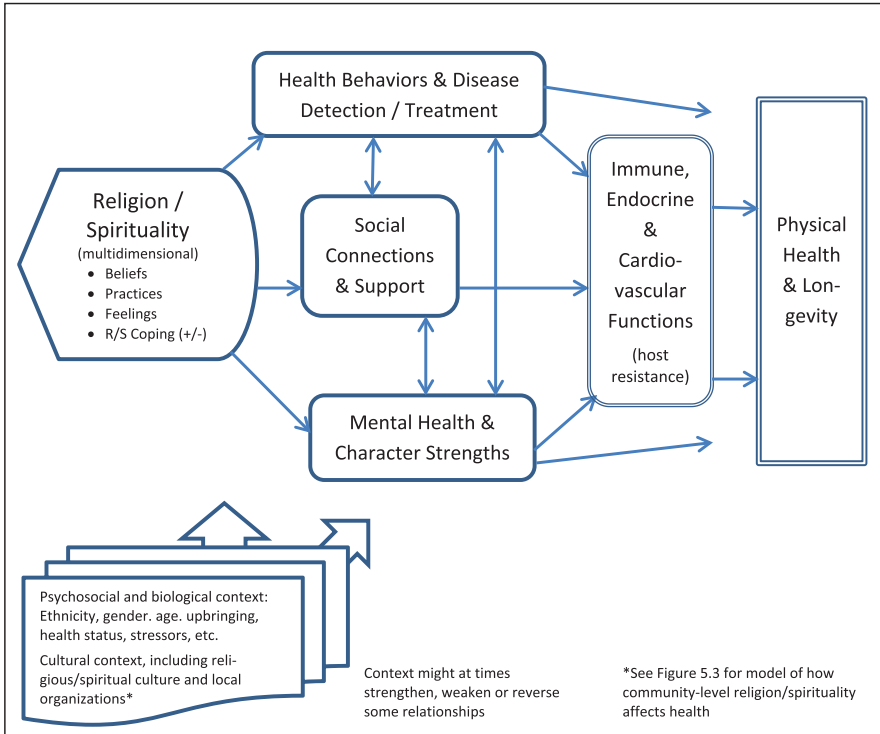 Health Behaviors & Disease
Detection / Treatment
Religion /
Spirituality
(multidimensional)
• Beliefs
• Practices
• Feelings
• R/S Coping (+/-)
Social
Connections
& Support
Mental Health &
Character Strengths
Immune,
Endocrine
&
Cardio-
vascular
Functions
(host
resistance)
Physical
Health
& Lon-
gevity
Psychosocial and biological context:
Ethnicity, gender. age. upbringing,
health status, stressors, etc.
Cultural context, including reli-
gious/spiritual culture and local
organizations*
Context might at times
strengthen, weaken or reverse
some relationships
*See Figure 5.3 for model of how
community-level religion/spirituality
affects health